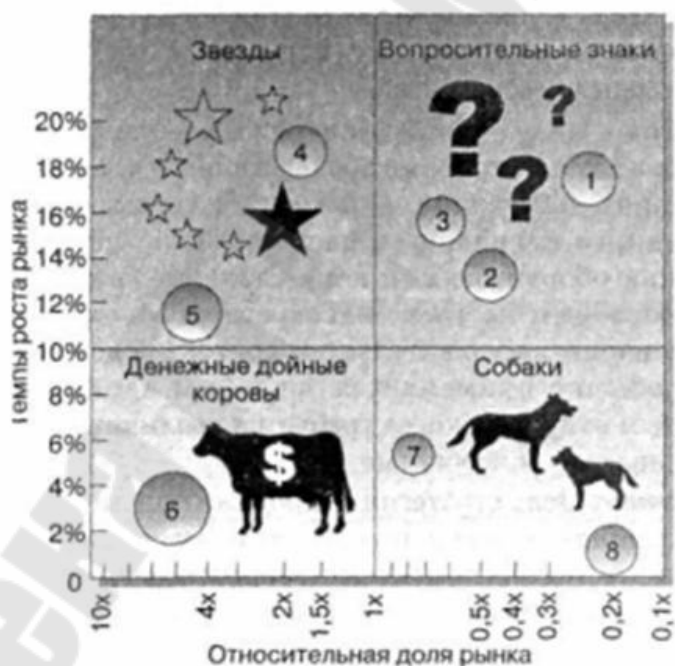 Звезды
Вопросительные знаки
Темпы роста рынка
20%
18%
16%
14%
12%
10%
8%
6%
4%
2%
0
?
?
?
4
1
3
2
5
Денежные дойные
коровы
Собаки
$
7
6
8
10x
4x
2x
1,5x
1x
0,5x
0,4x
0,3x
0,2x
0,1x
Относительная доля рынка